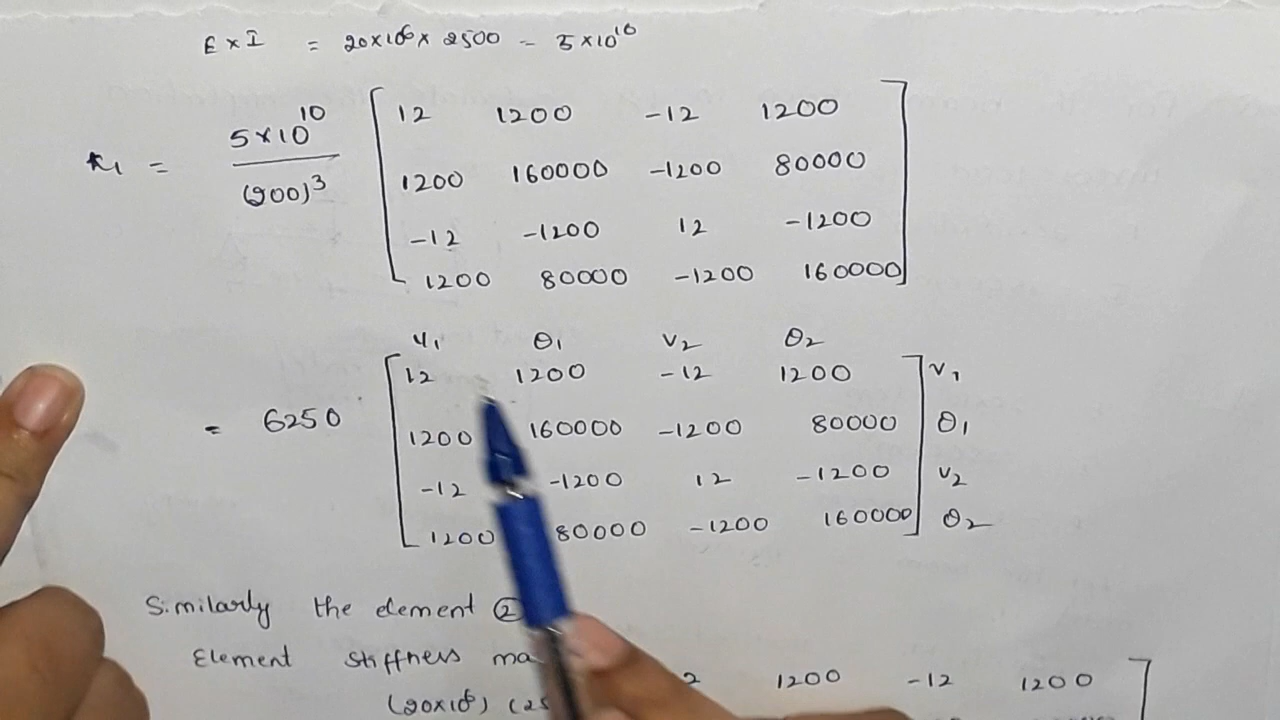 E × I = 20×10⁶ × 2500 = 5×10¹⁰
K₁ = 5×10¹⁰ / (200)³ [ 12 1200 -12 1200
1200 160000 -1200 80000
-12 -1200 12 -1200
1200 80000 -1200 160000 ]
v₁ θ₁ v₂ θ₂
= 6250 [ 12 1200 -12 1200 ] v₁
1200 160000 -1200 80000 θ₁
-12 -1200 12 -1200 v₂
1200 80000 -1200 160000 θ₂
Similarly the element ②
Element stiffness
1200 -12 1200
(20×10⁶)